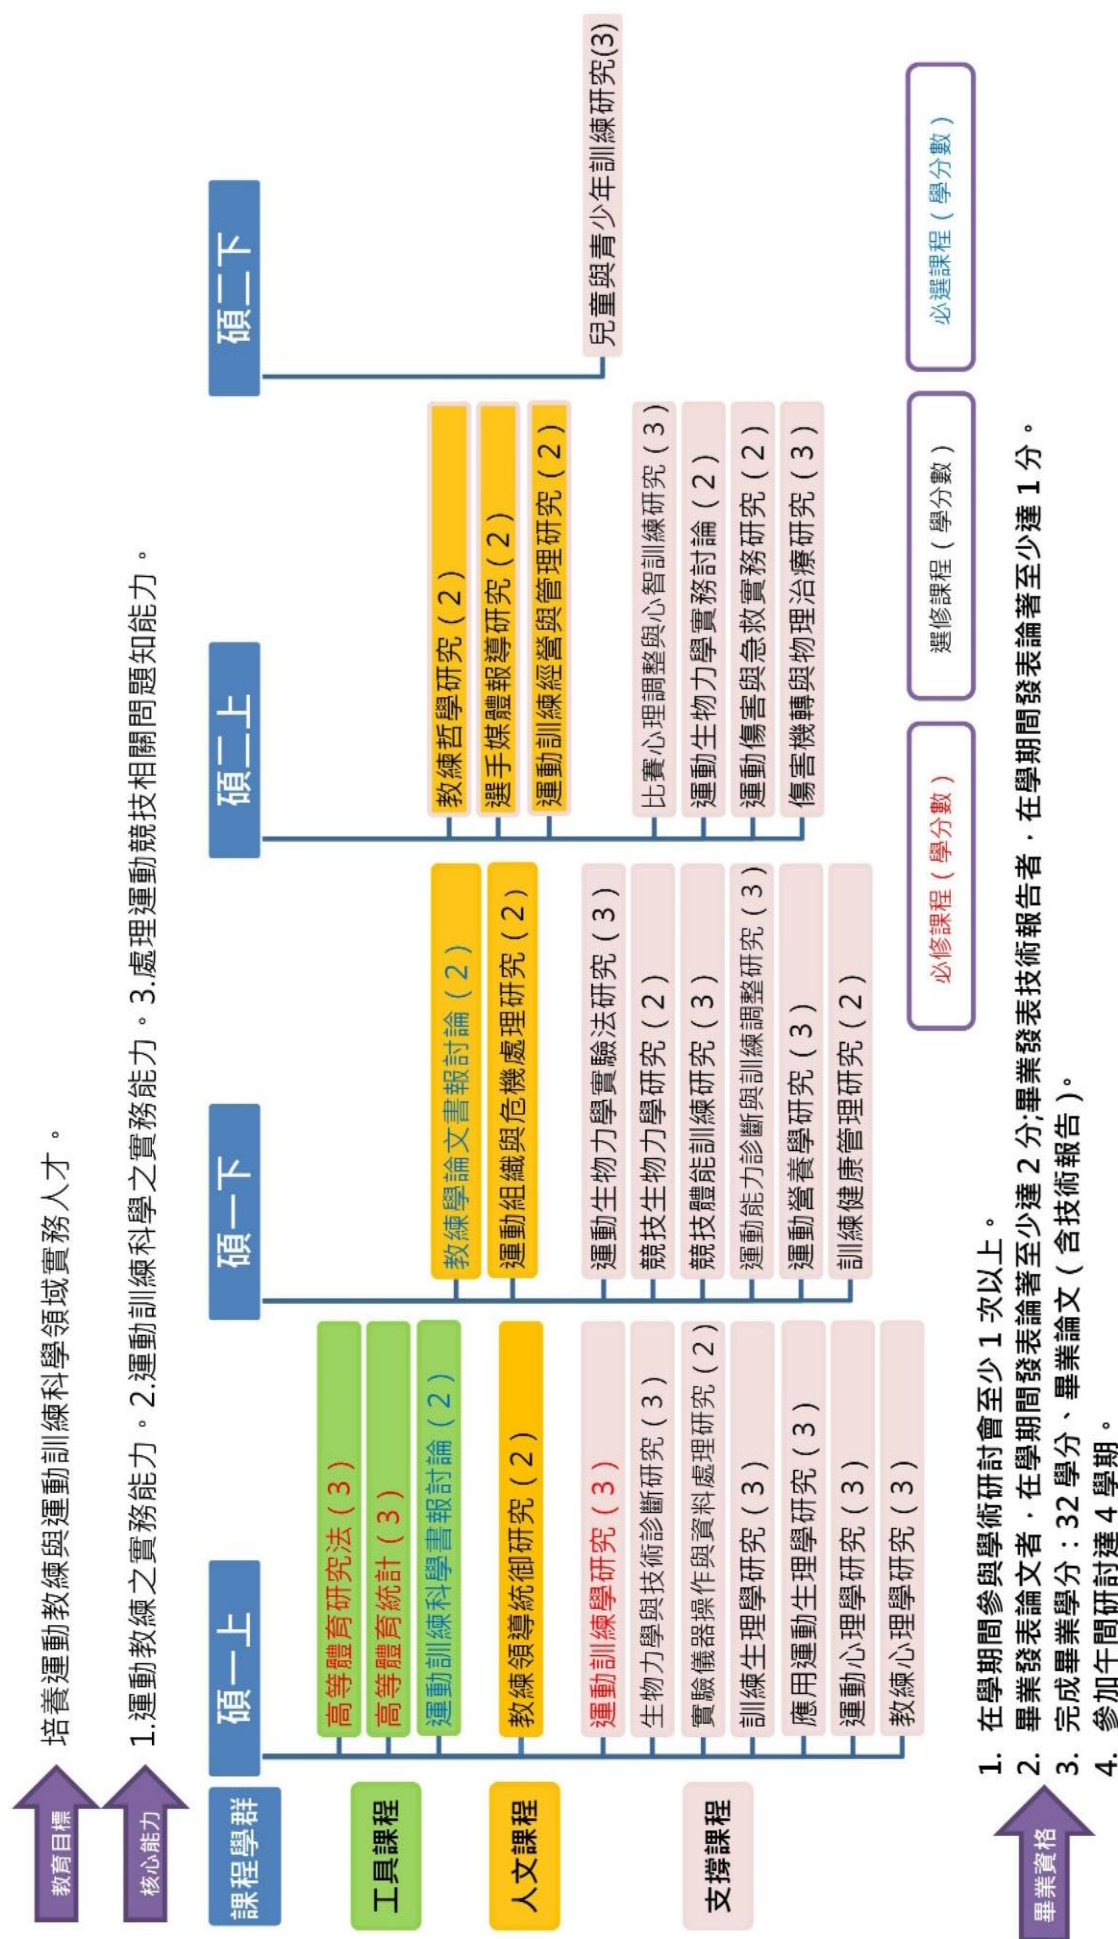 教育目標
培養運動教練與運動訓練科學領域實務人才。
核心能力
1.運動教練之實務能力。2.運動訓練科學之實務能力。3.處理運動競技相關問題知能力。
課程學群
碩一上
碩一下
碩二上
碩二下
工具課程
高等體育研究法(3)
高等體育統計(3)
運動訓練科學書報討論(2)
人文課程
教練領導統御研究(2)
教練學論文書報討論(2)
運動組織與危機處理研究(2)
教練哲學研究(2)
選手媒體報導研究(2)
運動訓練經營與管理研究(2)
支撐課程
運動訓練學研究(3)
生物力學與技術診斷研究(3)
實驗儀器操作與資料處理研究(2)
訓練生理學研究(3)
應用運動生理學研究(3)
運動心理學研究(3)
教練心理學研究(3)
運動生物力學實驗法研究(3)
競技生物力學研究(2)
競技體能訓練研究(3)
運動能力診斷與訓練調整研究(3)
運動營養學研究(3)
訓練健康管理研究(2)
比賽心理調整與心智訓練研究(3)
運動生物力學實務討論(2)
運動傷害與急救實務研究(2)
傷害機轉與物理治療研究(3)
兒童與青少年訓練研究(3)
必修課程(學分數)
選修課程(學分數)
必選課程(學分數)
畢業資格
1. 在學期間參與學術研討會至少 1 次以上。
2. 畢業發表論文者，在學期間發表論著至少達 2 分;畢業發表技術報告者，在學期間發表論著至少達 1 分。
3. 完成畢業學分：32 學分、畢業論文(含技術報告)。
4. 參加午間研討達 4 學期。